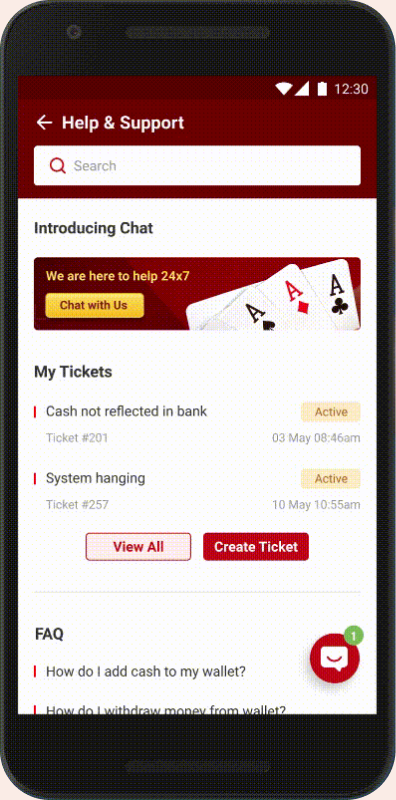 12:30
Help & Support
Search
Introducing Chat
We are here to help 24x7
Chat with Us
A A A
My Tickets
Cash not reflected in bank Active
Ticket #201 03 May 08:46am
System hanging Active
Ticket #257 10 May 10:55am
View All Create Ticket
FAQ
1
How do I add cash to my wallet?
How do I withdraw money from wallet?